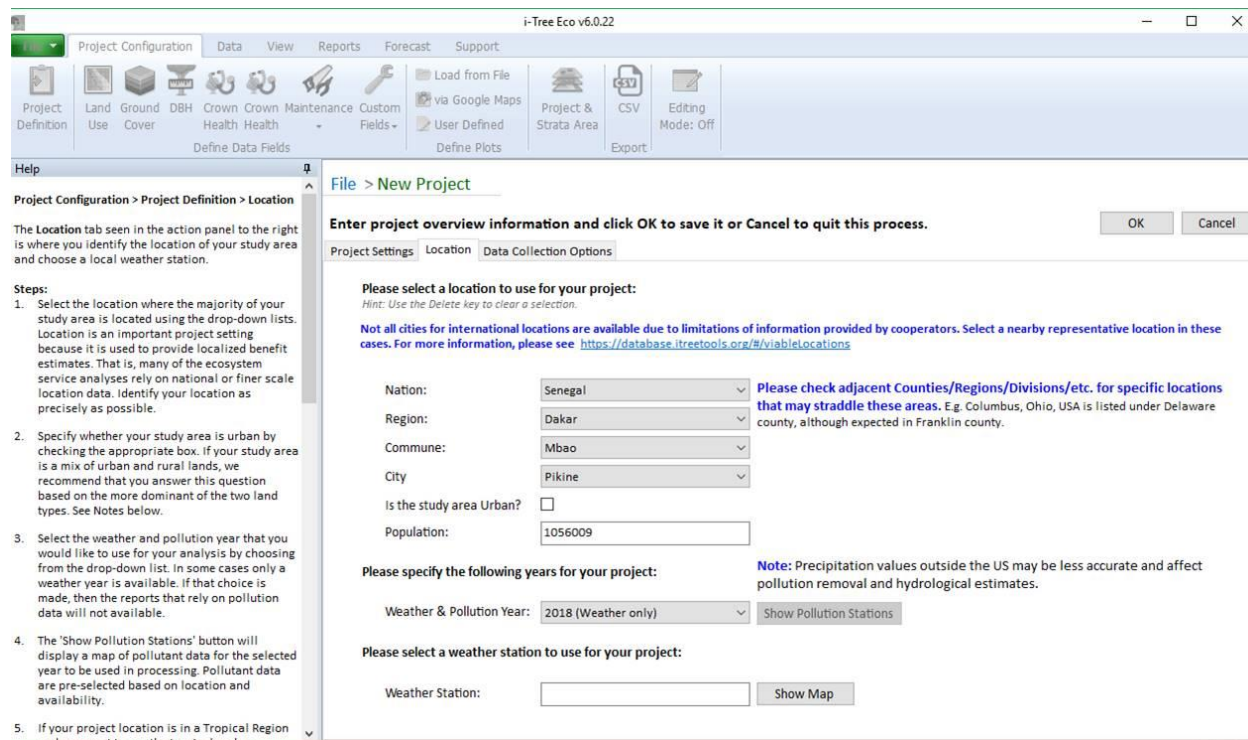 i-Tree Eco v6.0.22
File
Project Configuration Data View Reports Forecast Support
Project Definition
Land Use
Ground Cover
DBH
Crown Health
Crown Health
Maintenance
Custom Fields
Define Data Fields
Load from File
via Google Maps
User Defined
Define Plots
Project & Strata Area
CSV
CSV
Export
Editing Mode: Off
Help
Project Configuration > Project Definition > Location
The Location tab seen in the action panel to the right
is where you identify the location of your study area
and choose a local weather station.
Steps:
1. Select the location where the majority of your
study area is located using the drop-down lists.
Location is an important project setting
because it is used to provide localized benefit
estimates. That is, many of the ecosystem
service analyses rely on national or finer scale
location data. Identify your location as
precisely as possible.
2. Specify whether your study area is urban by
checking the appropriate box. If your study area
is a mix of urban and rural lands, we
recommend that you answer this question
based on the more dominant of the two land
types. See Notes below.
3. Select the weather and pollution year that you
would like to use for your analysis by choosing
from the drop-down list. In some cases only a
weather year is available. If that choice is
made, then the reports that rely on pollution
data will not available.
4. The 'Show Pollution Stations' button will
display a map of pollutant data for the selected
year to be used in processing. Pollutant data
are pre-selected based on location and
availability.
5. If your project location is in a Tropical Region
File > New Project
Enter project overview information and click OK to save it or Cancel to quit this process.
OK Cancel
Project Settings Location Data Collection Options
Please select a location to use for your project:
Hint: Use the Delete key to clear a selection.
Not all cities for international locations are available due to limitations of information provided by cooperators. Select a nearby representative location in these
cases. For more information, please see https://database.itreetools.org/#/viableLocations
Nation: Senegal
Region: Dakar
Commune: Mbao
City Pikine
Is the study area Urban?
Population: 1056009
Please check adjacent Counties/Regions/Divisions/etc. for specific locations
that may straddle these areas. E.g. Columbus, Ohio, USA is listed under Delaware
county, although expected in Franklin county.
Please specify the following years for your project:
Note: Precipitation values outside the US may be less accurate and affect
pollution removal and hydrological estimates.
Weather & Pollution Year: 2018 (Weather only) Show Pollution Stations
Please select a weather station to use for your project:
Weather Station: Show Map